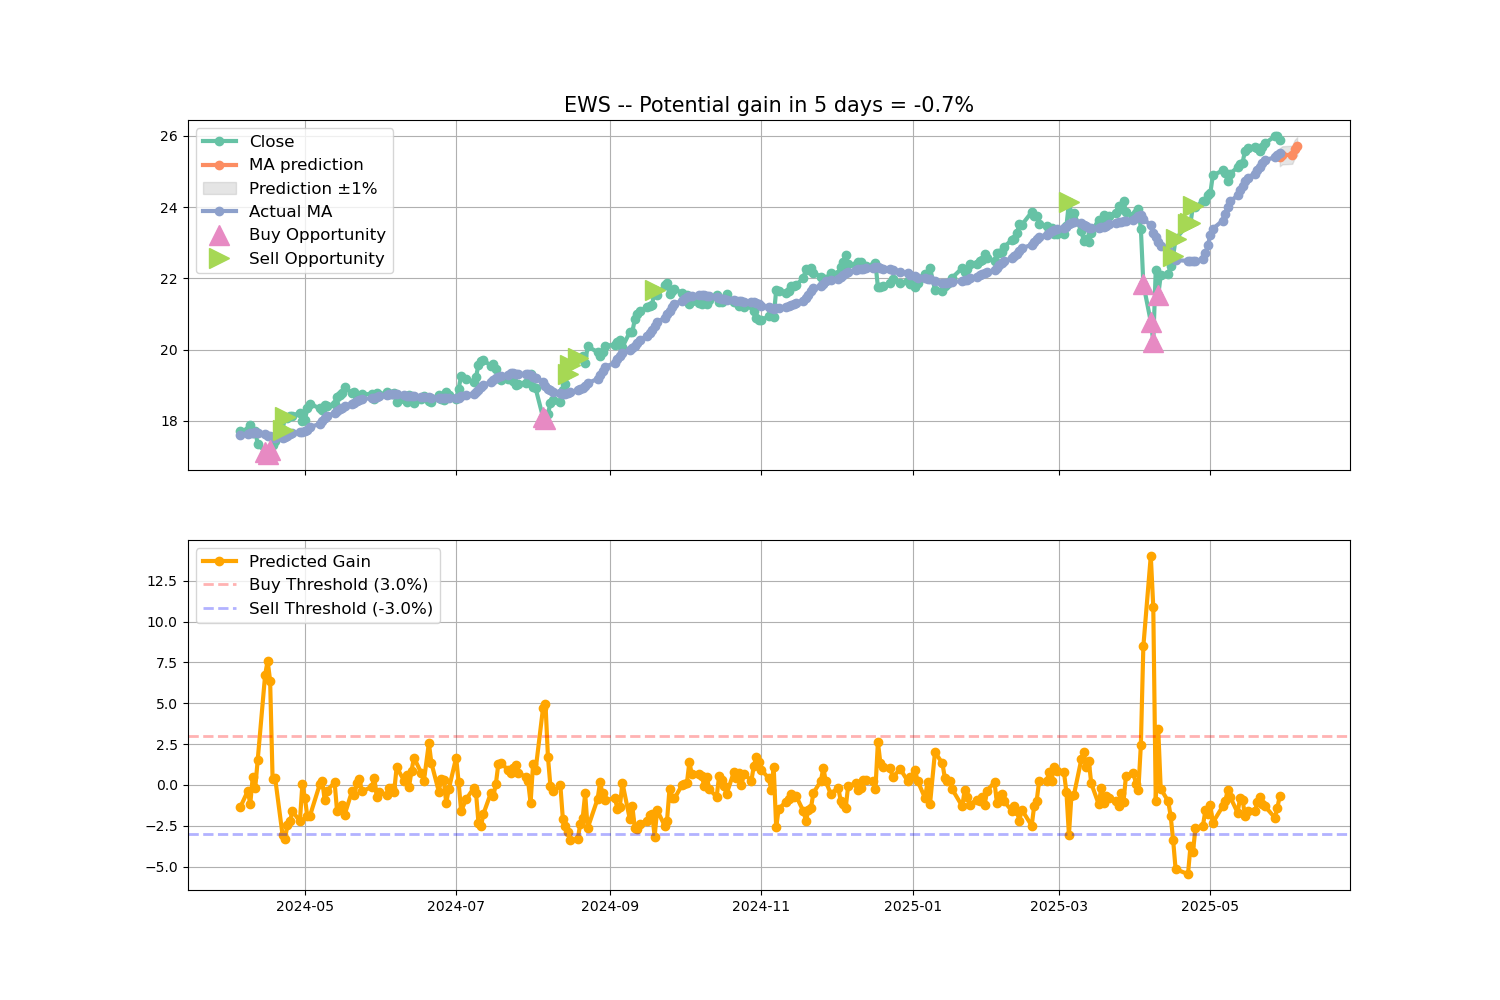 EWS -- Potential gain in 5 days = -0.7%
26
24
22
20
18
Close
MA prediction
Prediction ±1%
Actual MA
Buy Opportunity
Sell Opportunity
12.5
10.0
7.5
5.0
2.5
0.0
−2.5
−5.0
Predicted Gain
Buy Threshold (3.0%)
Sell Threshold (-3.0%)
2024-05 2024-07 2024-09 2024-11 2025-01 2025-03 2025-05